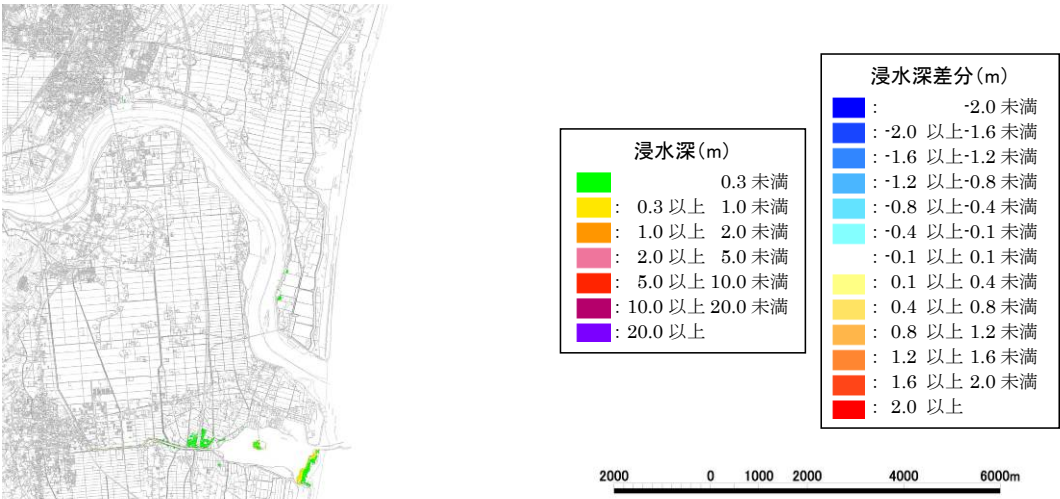 浸水深(m)
0.3 未満
: 0.3 以上 1.0 未満
: 1.0 以上 2.0 未満
: 2.0 以上 5.0 未満
: 5.0 以上 10.0 未満
: 10.0 以上 20.0 未満
: 20.0 以上
浸水深差分(m)
: -2.0 未満
: -2.0 以上-1.6 未満
: -1.6 以上-1.2 未満
: -1.2 以上-0.8 未満
: -0.8 以上-0.4 未満
: -0.4 以上-0.1 未満
: -0.1 以上 0.1 未満
: 0.1 以上 0.4 未満
: 0.4 以上 0.8 未満
: 0.8 以上 1.2 未満
: 1.2 以上 1.6 未満
: 1.6 以上 2.0 未満
: 2.0 以上
2000 0 1000 2000 4000 6000m